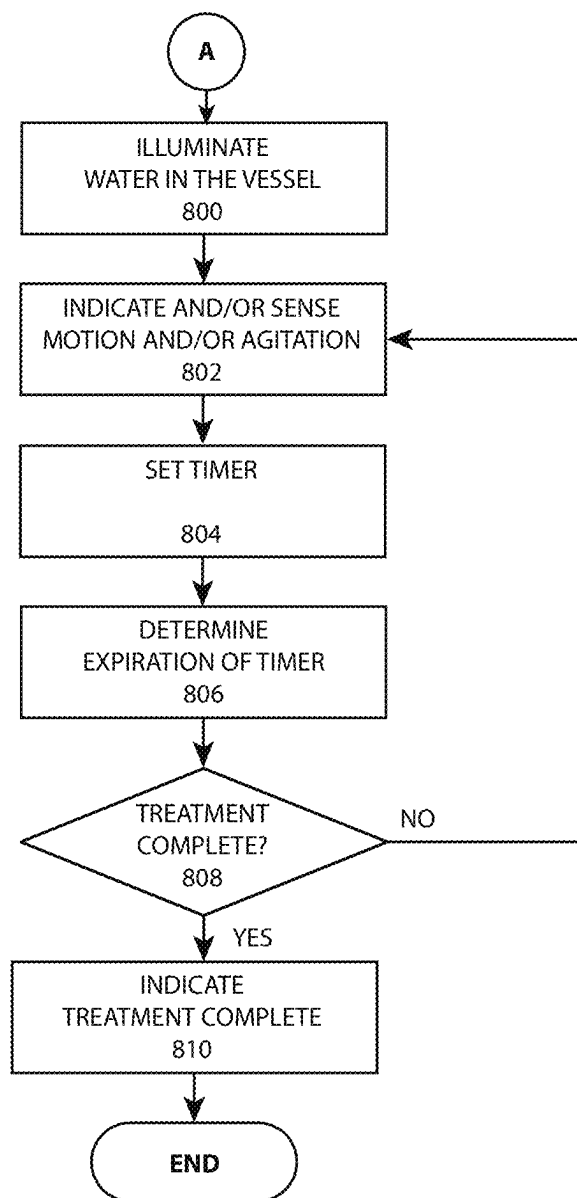 A
ILLUMINATE
WATER IN THE VESSEL
800
INDICATE AND/OR SENSE
MOTION AND/OR AGITATION
802
SET TIMER
804
DETERMINE
EXPIRATION OF TIMER
806
TREATMENT
COMPLETE?
808
NO
YES
INDICATE
TREATMENT COMPLETE
810
END